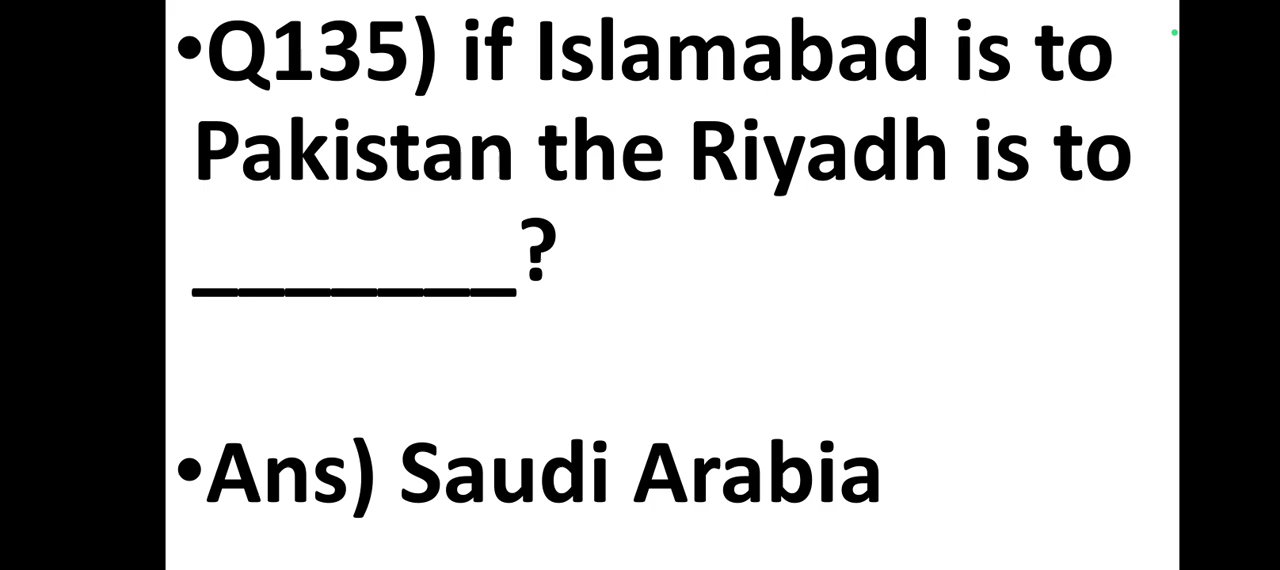 •Q135) if Islamabad is to
Pakistan the Riyadh is to
_______?
•Ans) Saudi Arabia